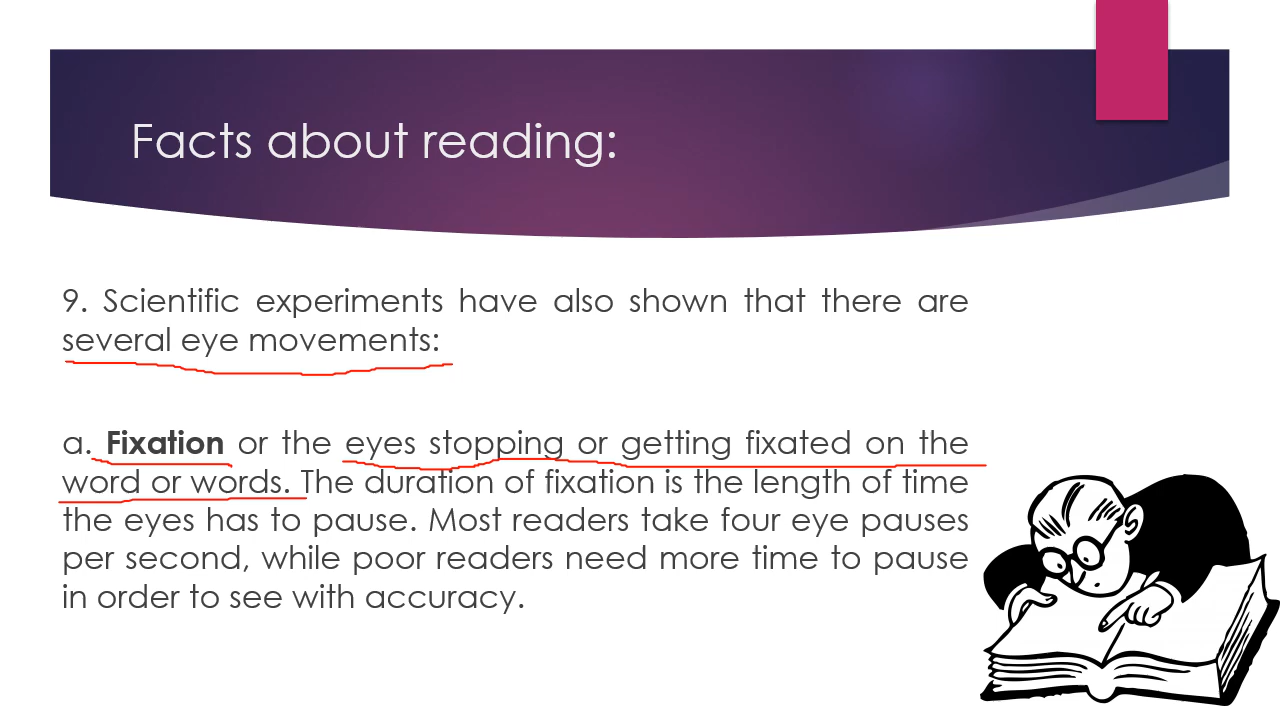 Facts about reading:
9. Scientific experiments have also shown that there are
several eye movements:
a. Fixation or the eyes stopping or getting fixated on the
word or words. The duration of fixation is the length of time
the eyes has to pause. Most readers take four eye pauses
per second, while poor readers need more time to pause
in order to see with accuracy.